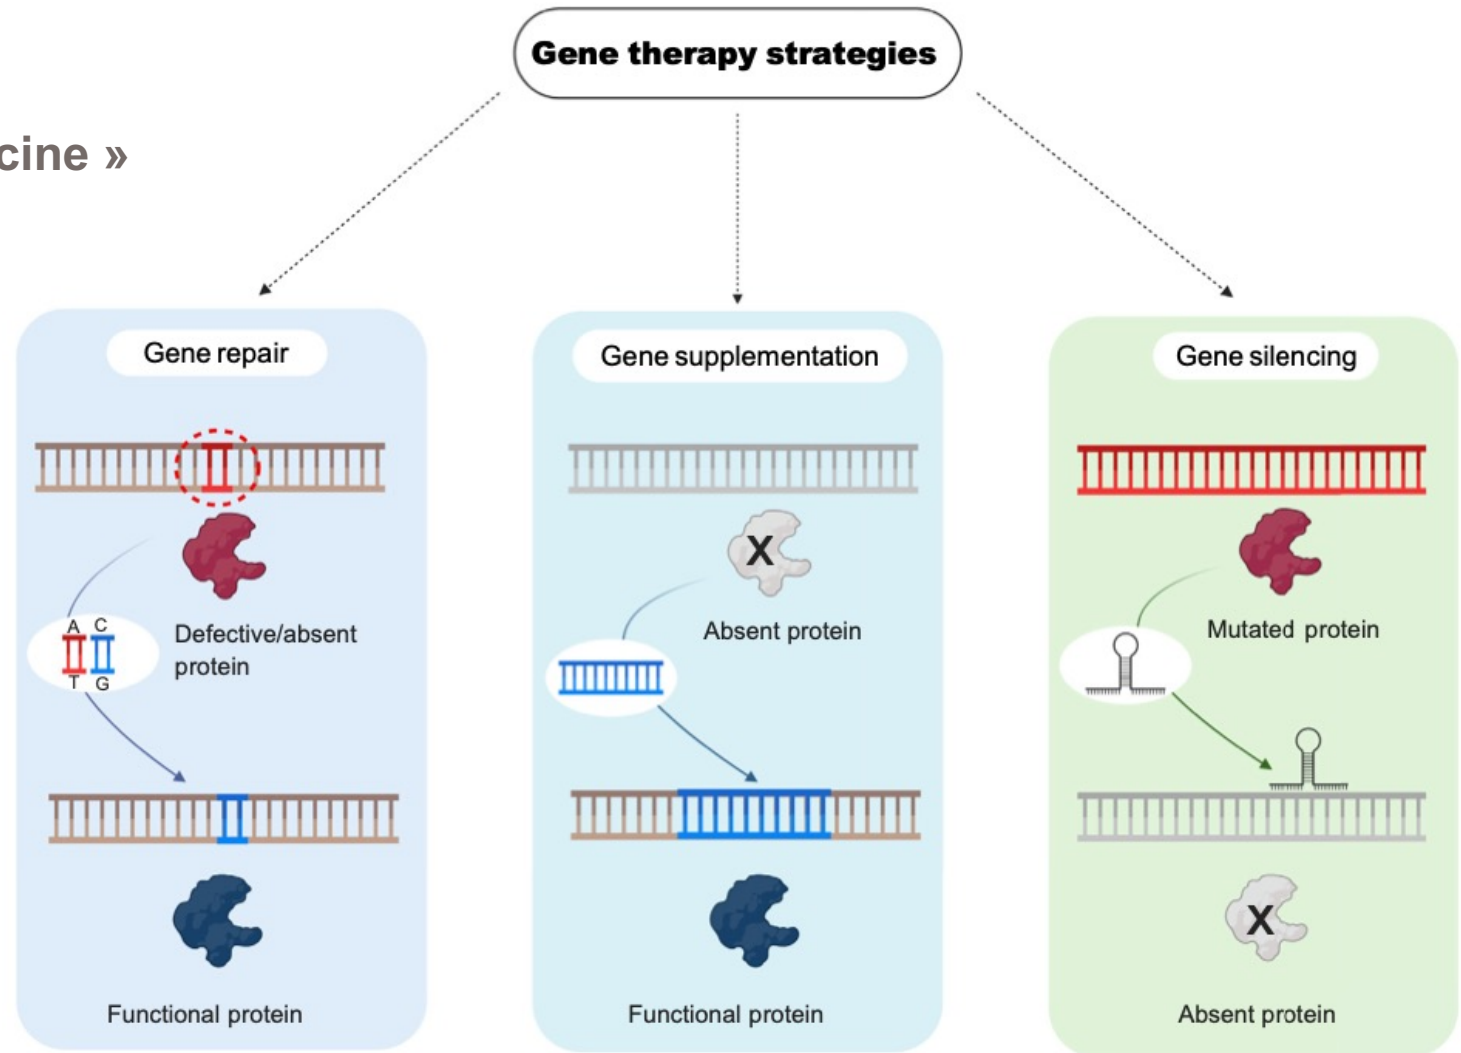 Gene therapy strategies
cine »
Gene repair
Defective/absent
protein
A C
T G
Functional protein
Gene supplementation
X
Absent protein
Functional protein
Gene silencing
Mutated protein
X
Absent protein